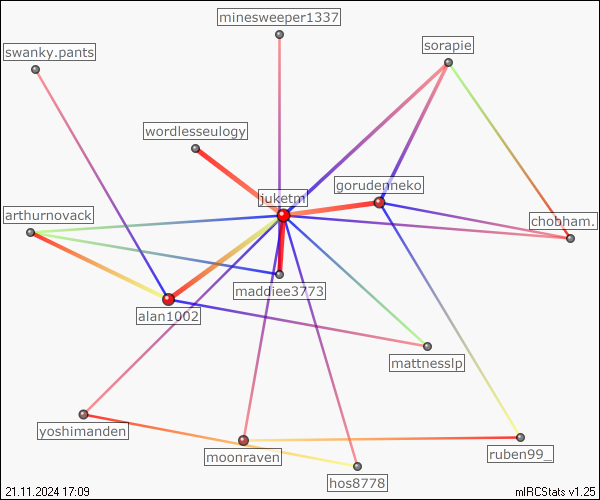 minesweeper1337
sorapie
swanky.pants
wordlesseulogy
juketm
gorudenneko
arthurnovack
chobham.
maddiee3773
alan1002
mattnesslp
yoshimanden
moonraven
ruben99_
hos8778
21.11.2024 17:09
mIRCStats v1.25